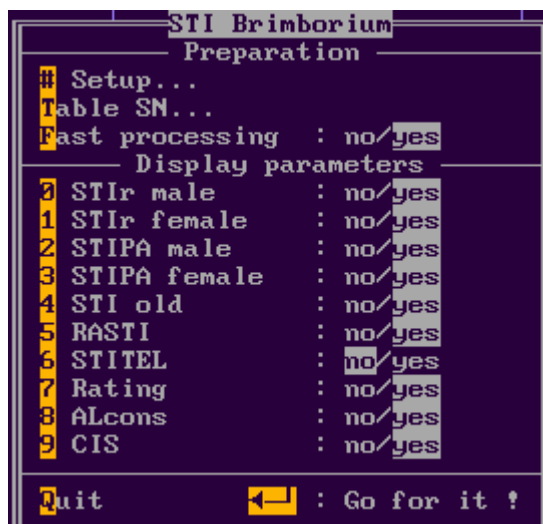 STI Brimborium
Preparation
# Setup...
Table SN...
Fast processing : no/yes
Display parameters
0 STIr male : no/yes
1 STIr female : no/yes
2 STIPA male : no/yes
3 STIPA female : no/yes
4 STI old : no/yes
5 RASTI : no/yes
6 STITEL : no/yes
7 Rating : no/yes
8 ALcons : no/yes
9 CIS : no/yes
Quit ◄─┘ : Go for it !